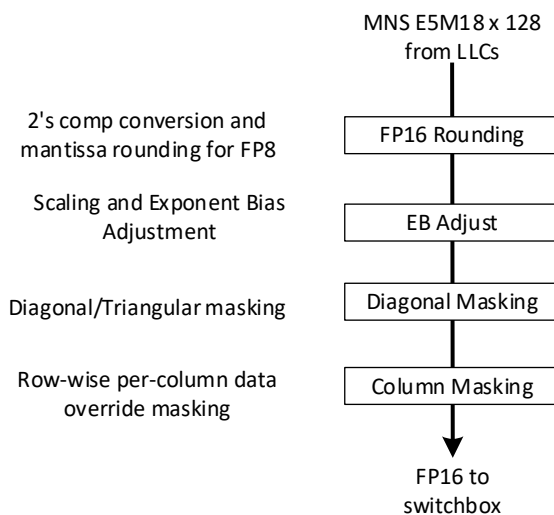 MNS E5M18 x 128
from LLCs
2's comp conversion and
mantissa rounding for FP8
FP16 Rounding
Scaling and Exponent Bias
Adjustment
EB Adjust
Diagonal/Triangular masking
Diagonal Masking
Row-wise per-column data
override masking
Column Masking
FP16 to
switchbox